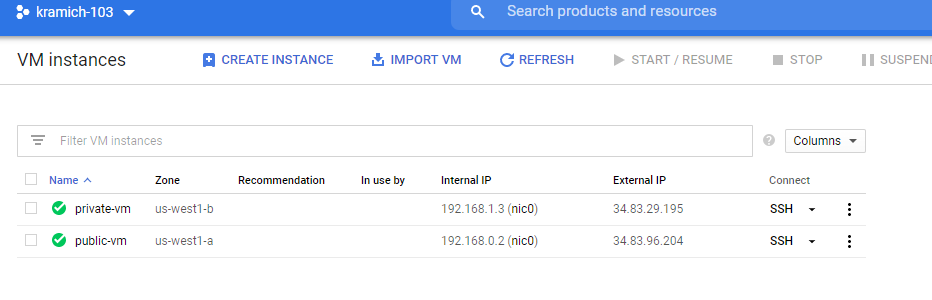 kramich-103 Search products and resources
VM instances CREATE INSTANCE IMPORT VM REFRESH START / RESUME STOP SUSPEND
Filter VM instances ? Columns
Name Zone Recommendation In use by Internal IP External IP Connect
private-vm us-west1-b 192.168.1.3 (nic0) 34.83.29.195 SSH
public-vm us-west1-a 192.168.0.2 (nic0) 34.83.96.204 SSH